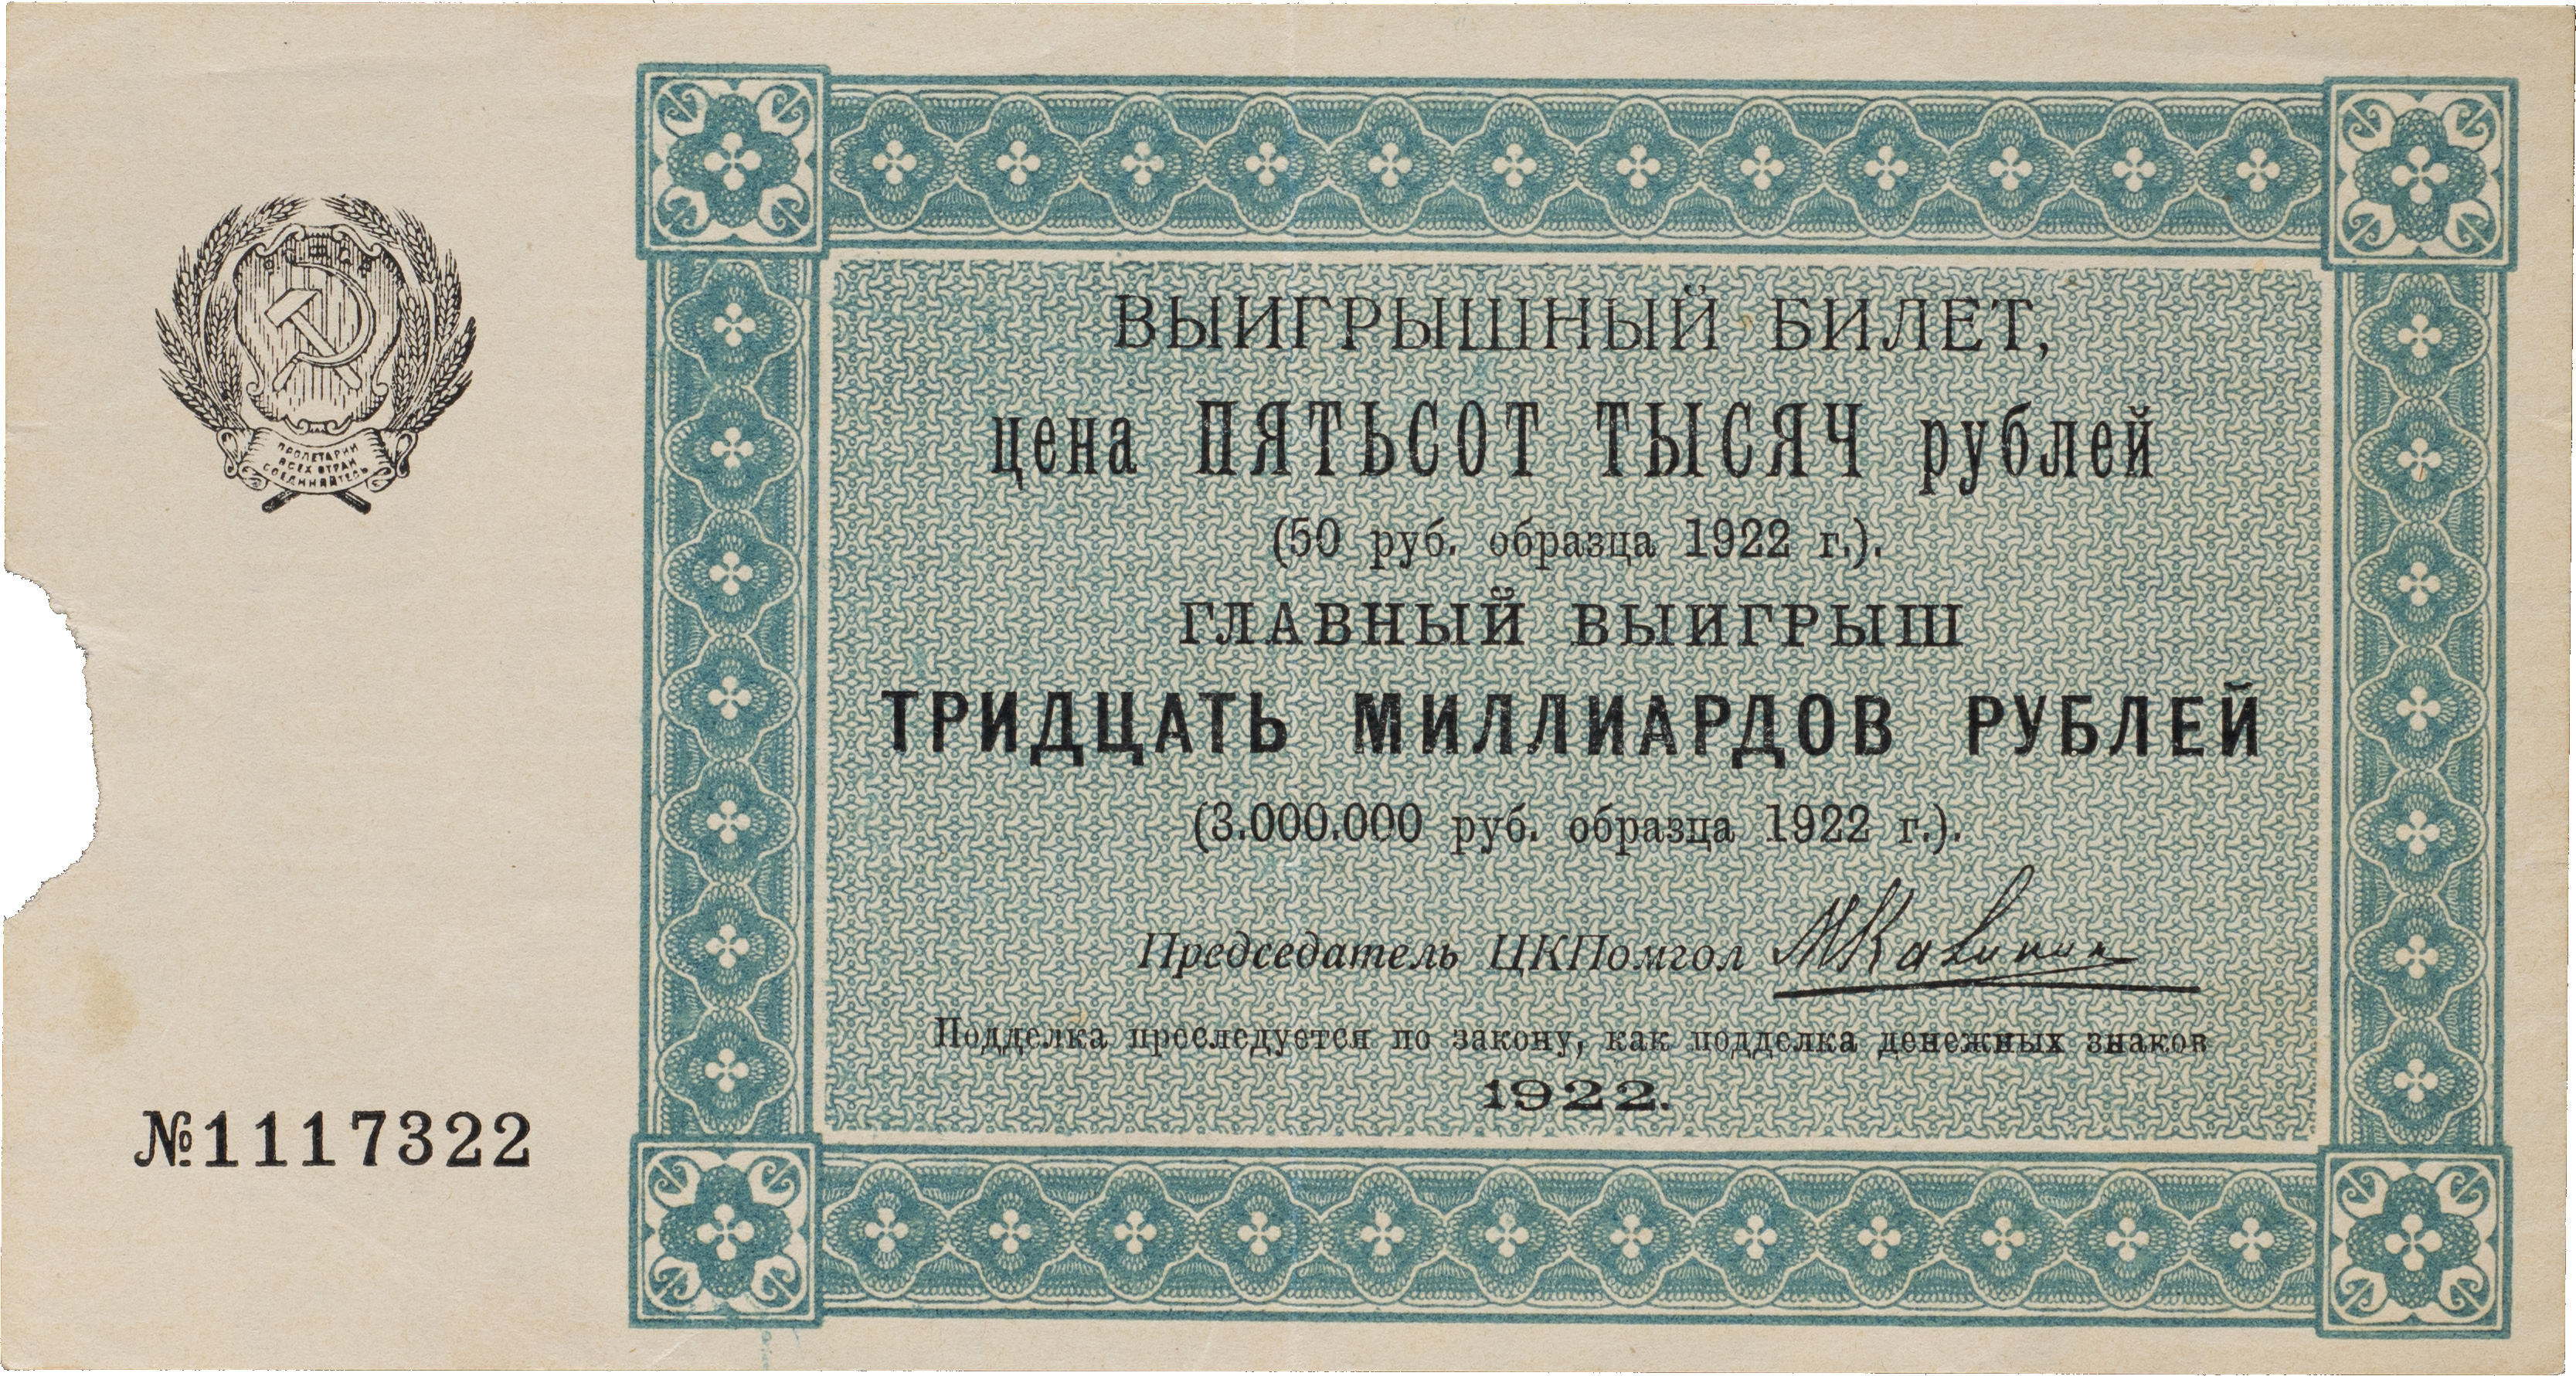 Р.С.Ф.С.Р.
ПРОЛЕТАРИИ
ВСЕХ СТРАН
СОЕДИНЯЙТЕСЬ
№1117322
ВЫИГРЫШНЫЙ БИЛЕТ,
цена ПЯТЬСОТ ТЫСЯЧ рублей
(50 руб. образца 1922 г.).
ГЛАВНЫЙ ВЫИГРЫШ
ТРИДЦАТЬ МИЛЛИАРДОВ РУБЛЕЙ
(3.000.000 руб. образца 1922 г.).
Председатель ЦКПомгол М Калинин
Подделка преследуется по закону, как подделка денежных знаков
1922.